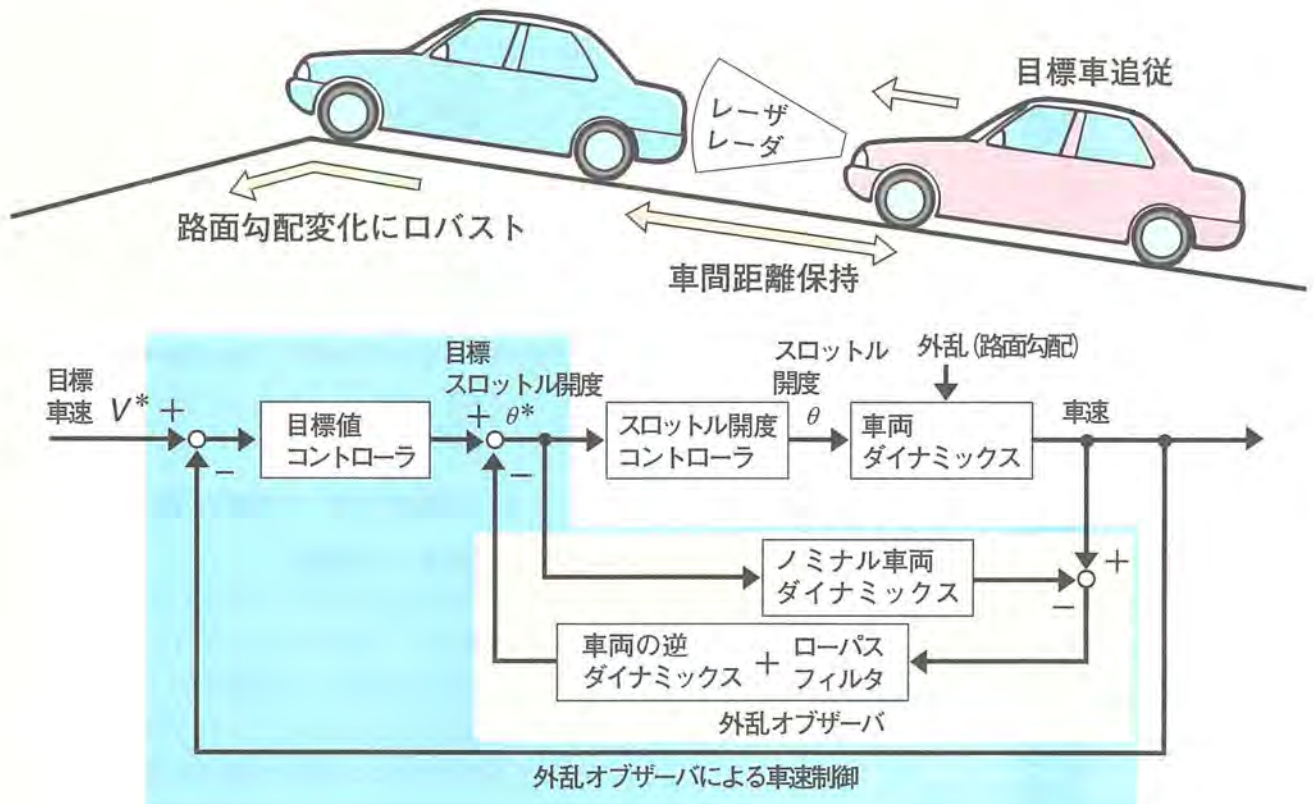 目標車追従
レーザ
レーダ
路面勾配変化にロバスト
車間距離保持
目標
車速 V* +
−
目標値
コントローラ
目標
スロットル開度
+ θ*
−
スロットル開度
コントローラ
スロットル
開度
θ
外乱(路面勾配)
車両
ダイナミックス
車速
ノミナル車両
ダイナミックス
+
−
車両の逆
ダイナミックス + ローパス
フィルタ
外乱オブザーバ
外乱オブザーバによる車速制御